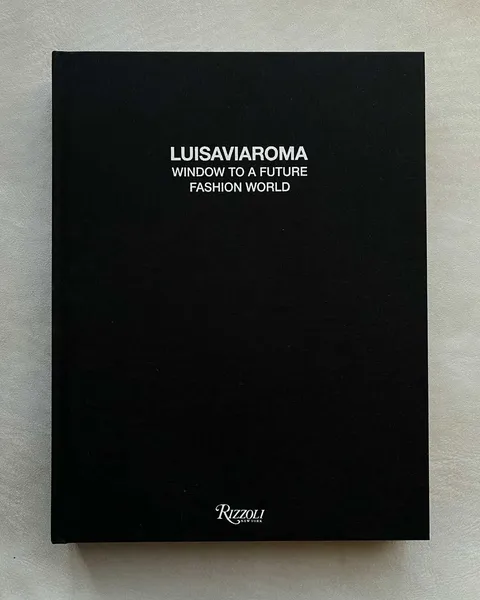 LUISAVIAROMA
WINDOW TO A FUTURE
FASHION WORLD
RIZZOLI
NEW YORK